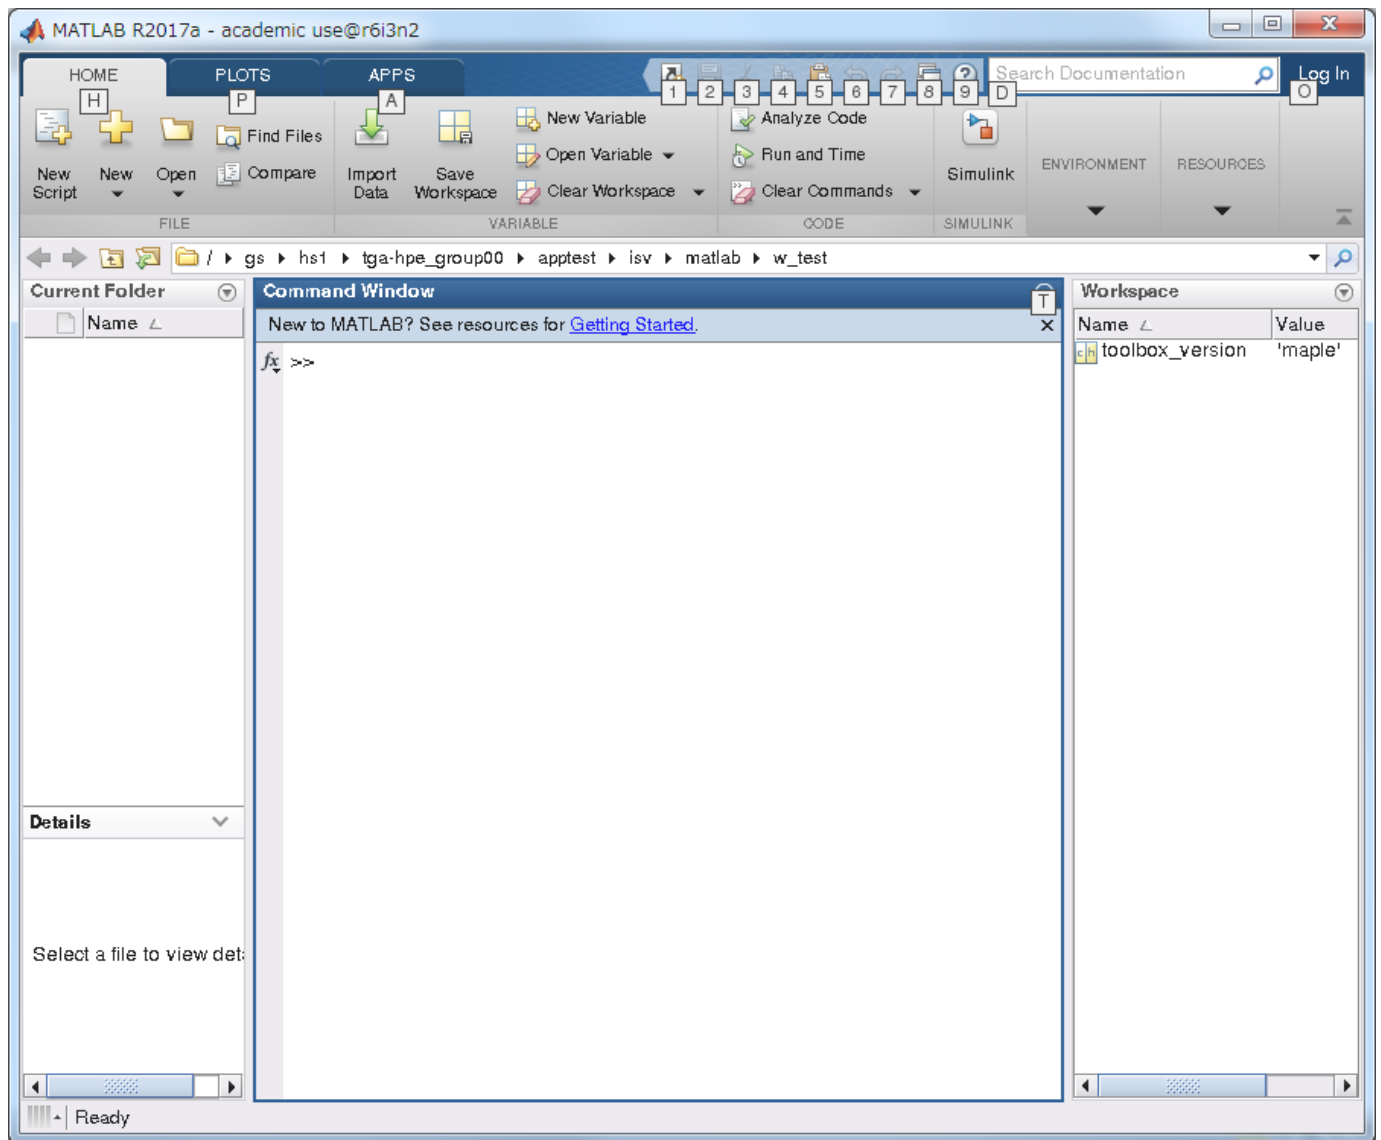 MATLAB R2017a - academic use@r6i3n2
HOME PLOTS APPS
Search Documentation
Log In
H P A 1 2 3 4 5 6 7 8 9 D O
New Script
New
Open
Find Files
Compare
Import Data
Save Workspace
New Variable
Open Variable
Clear Workspace
Analyze Code
Run and Time
Clear Commands
Simulink
ENVIRONMENT
RESOURCES
FILE VARIABLE CODE SIMULINK
/ gs hs1 tga-hpe_group00 apptest isv matlab w_test
Current Folder
Name
Command Window
T
New to MATLAB? See resources for Getting Started.
fx >>
Workspace
Name Value
toolbox_version 'maple'
Details
Select a file to view det
Ready